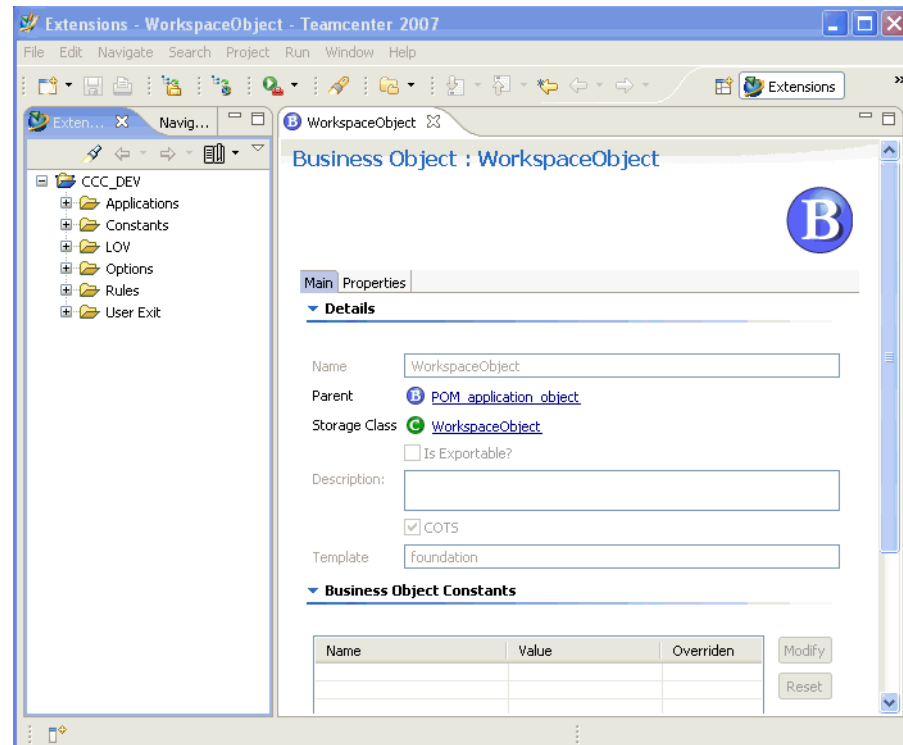 Extensions - WorkspaceObject - Teamcenter 2007
File Edit Navigate Search Project Run Window Help
Extensions
»
Exten... Navig...
WorkspaceObject
CCC_DEV
Applications
Constants
LOV
Options
Rules
User Exit
Business Object : WorkspaceObject
B
Main Properties
Details
Name WorkspaceObject
Parent B POM_application_object
Storage Class C WorkspaceObject
Is Exportable?
Description:
COTS
Template foundation
Business Object Constants
Name Value Overriden Modify
Reset